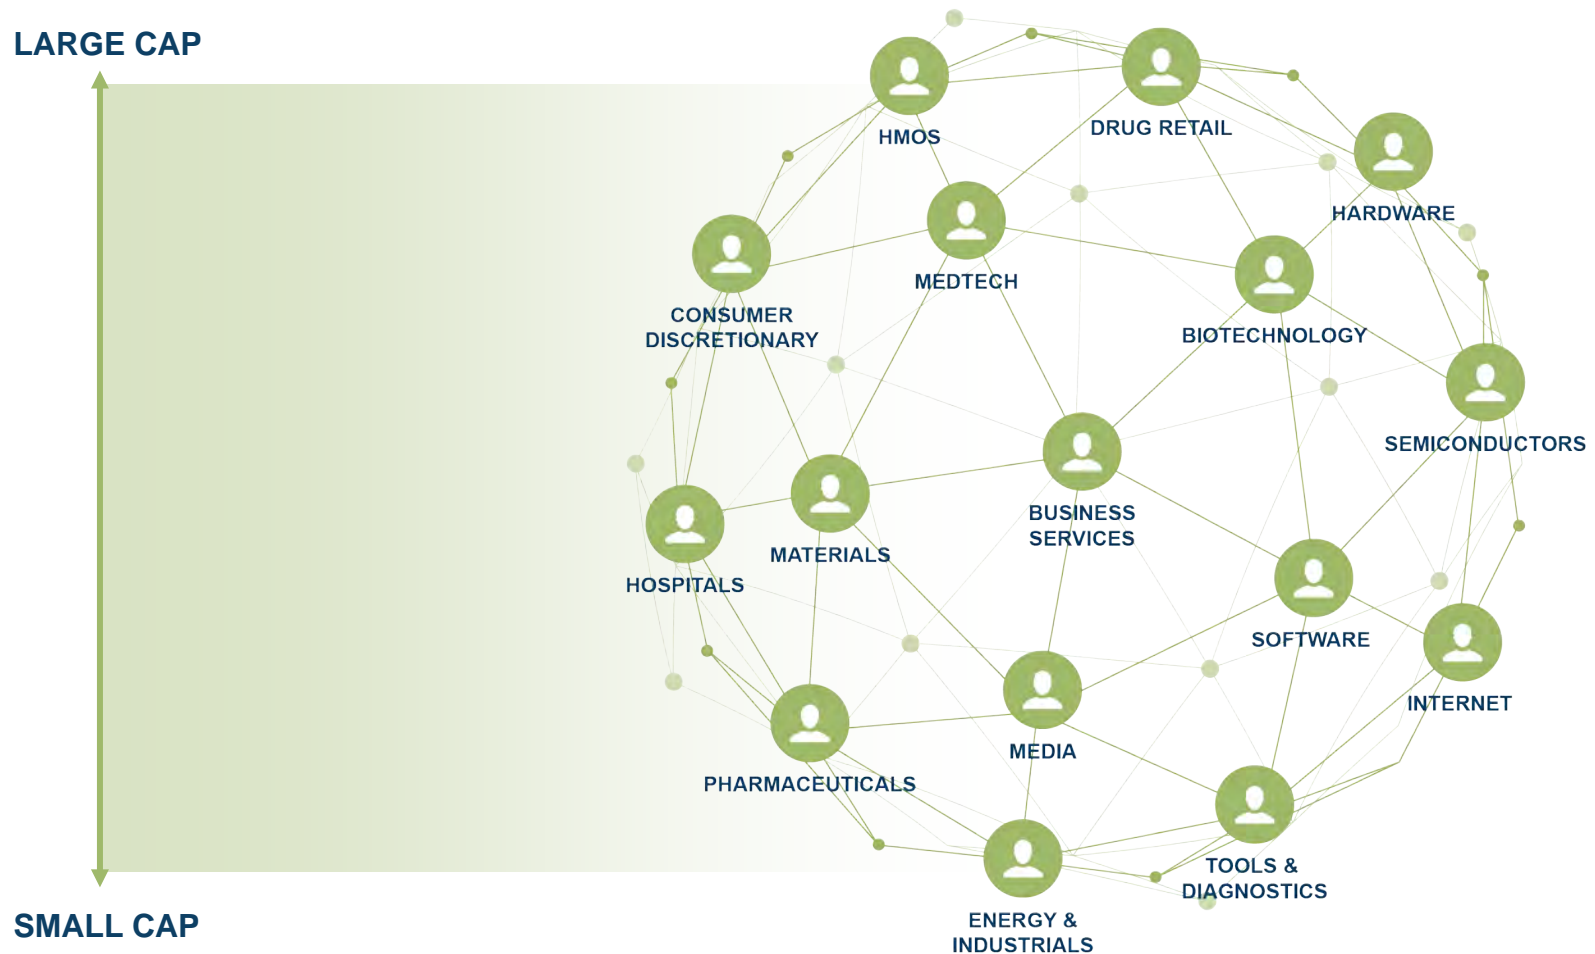 LARGE CAP
HMOS
DRUG RETAIL
HARDWARE
MEDTECH
CONSUMER
DISCRETIONARY
BIOTECHNOLOGY
SEMICONDUCTORS
BUSINESS
SERVICES
MATERIALS
HOSPITALS
SOFTWARE
INTERNET
MEDIA
PHARMACEUTICALS
TOOLS &
DIAGNOSTICS
ENERGY &
INDUSTRIALS
SMALL CAP